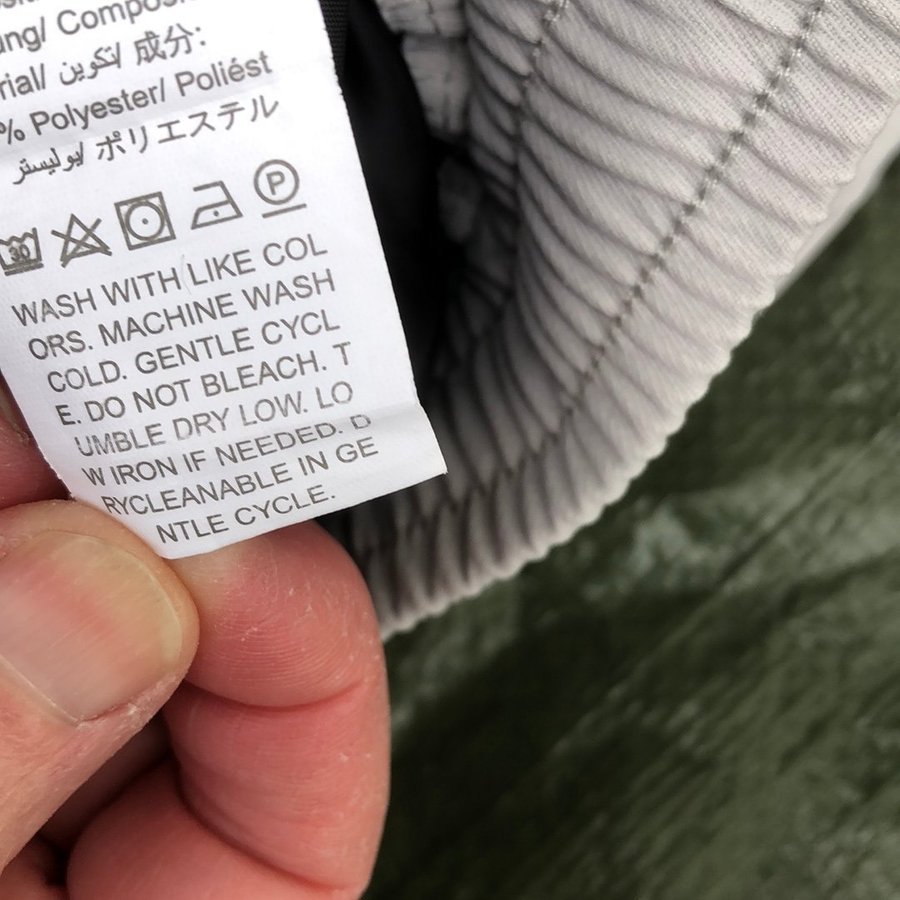 ung/ Composi
rial/ تكوين/ 成分:
% Polyester/ Poliést
بوليستر/ ポリエステル
30 P
WASH WITH LIKE COL
ORS. MACHINE WASH
COLD. GENTLE CYCL
E. DO NOT BLEACH. T
UMBLE DRY LOW. LO
W IRON IF NEEDED. D
RYCLEANABLE IN GE
NTLE CYCLE.